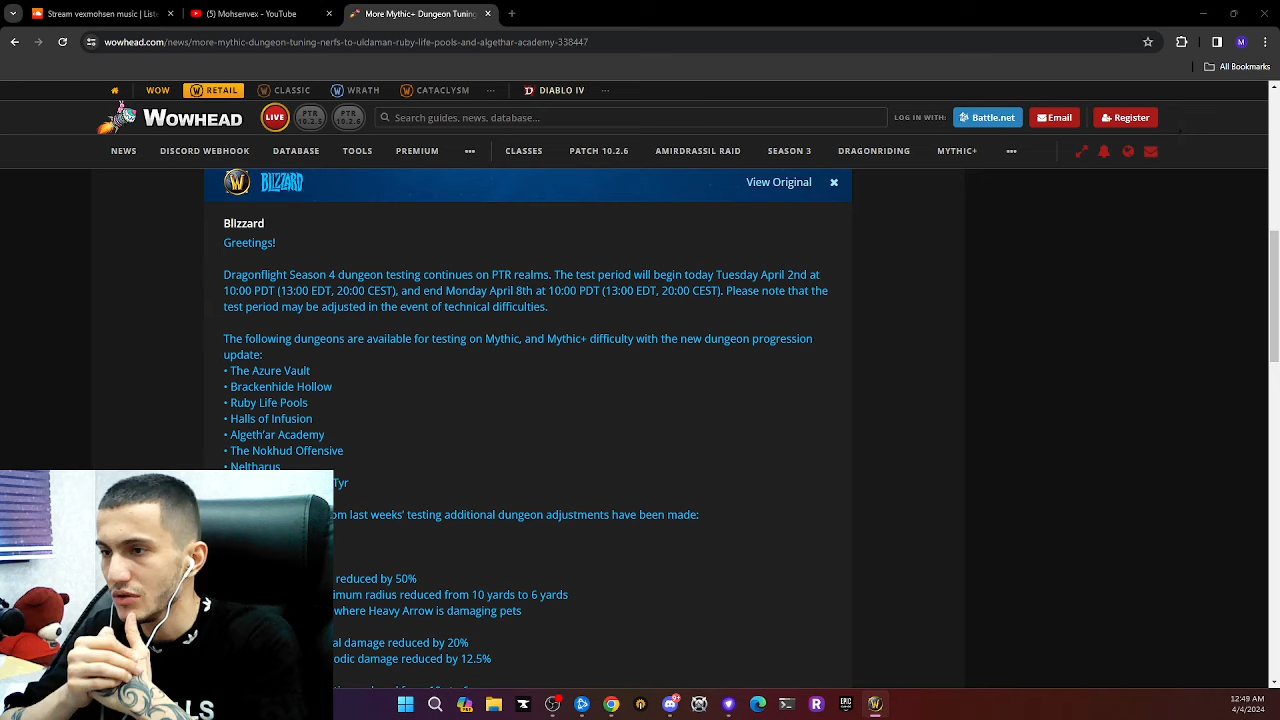 Stream vexmohsen music | List
(5) Mohsenvex - YouTube
More Mythic+ Dungeon Tuning
wowhead.com/news/more-mythic-dungeon-tuning-nerfs-to-uldaman-ruby-life-pools-and-algethar-academy-338447
M
All Bookmarks
WOW RETAIL CLASSIC WRATH CATACLYSM ... DIABLO IV ...
WOWHEAD LIVE PTR 10.2.5 PTR 10.2.6 Search guides, news, database... LOG IN WITH: Battle.net Email Register
NEWS DISCORD WEBHOOK DATABASE TOOLS PREMIUM ... CLASSES PATCH 10.2.6 AMIRDRASSIL RAID SEASON 3 DRAGONRIDING MYTHIC+ ...
BLIZZARD View Original
Blizzard
Greetings!
Dragonflight Season 4 dungeon testing continues on PTR realms. The test period will begin today Tuesday April 2nd at
10:00 PDT (13:00 EDT, 20:00 CEST), and end Monday April 8th at 10:00 PDT (13:00 EDT, 20:00 CEST). Please note that the
test period may be adjusted in the event of technical difficulties.
The following dungeons are available for testing on Mythic, and Mythic+ difficulty with the new dungeon progression
update:
• The Azure Vault
• Brackenhide Hollow
• Ruby Life Pools
• Halls of Infusion
• Algeth'ar Academy
• The Nokhud Offensive
• Neltharus
Tyr
om last weeks' testing additional dungeon adjustments have been made:
reduced by 50%
imum radius reduced from 10 yards to 6 yards
where Heavy Arrow is damaging pets
al damage reduced by 20%
odic damage reduced by 12.5%
12:49 AM
4/4/2024